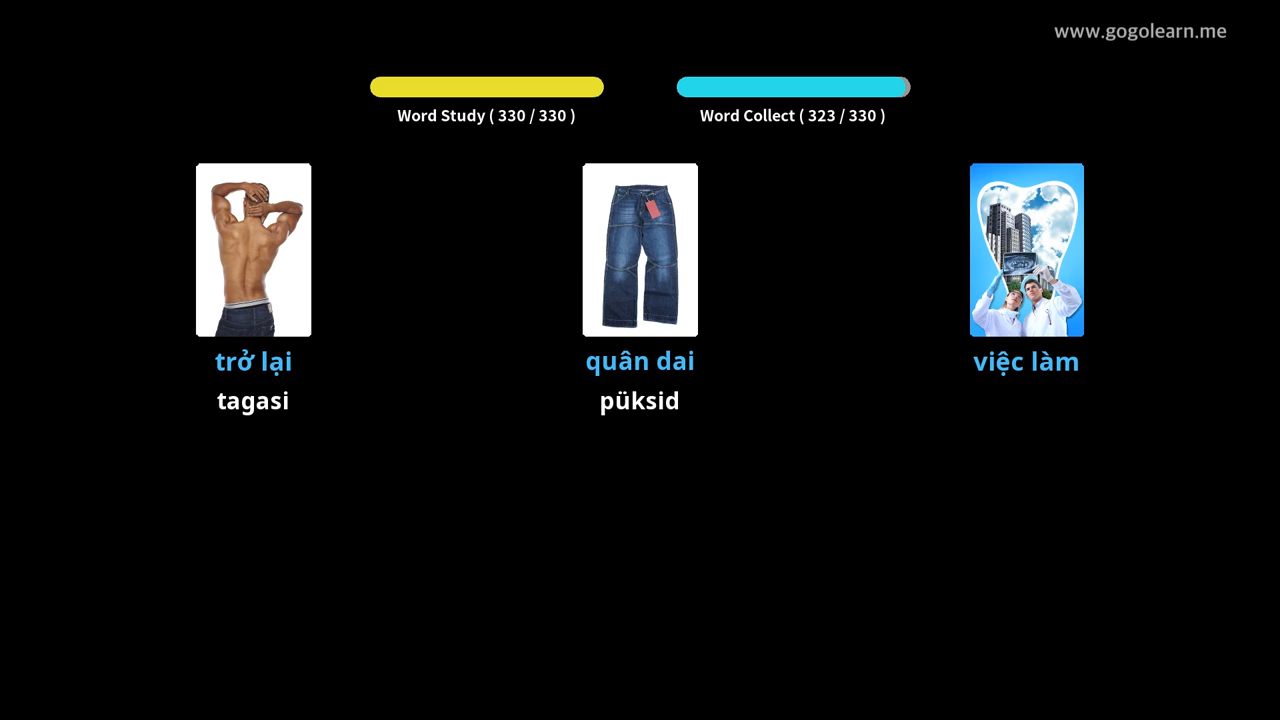 www.gogolearn.me
Word Study ( 330 / 330 )
Word Collect ( 323 / 330 )
trở lại
quân dai
việc làm
tagasi
püksid